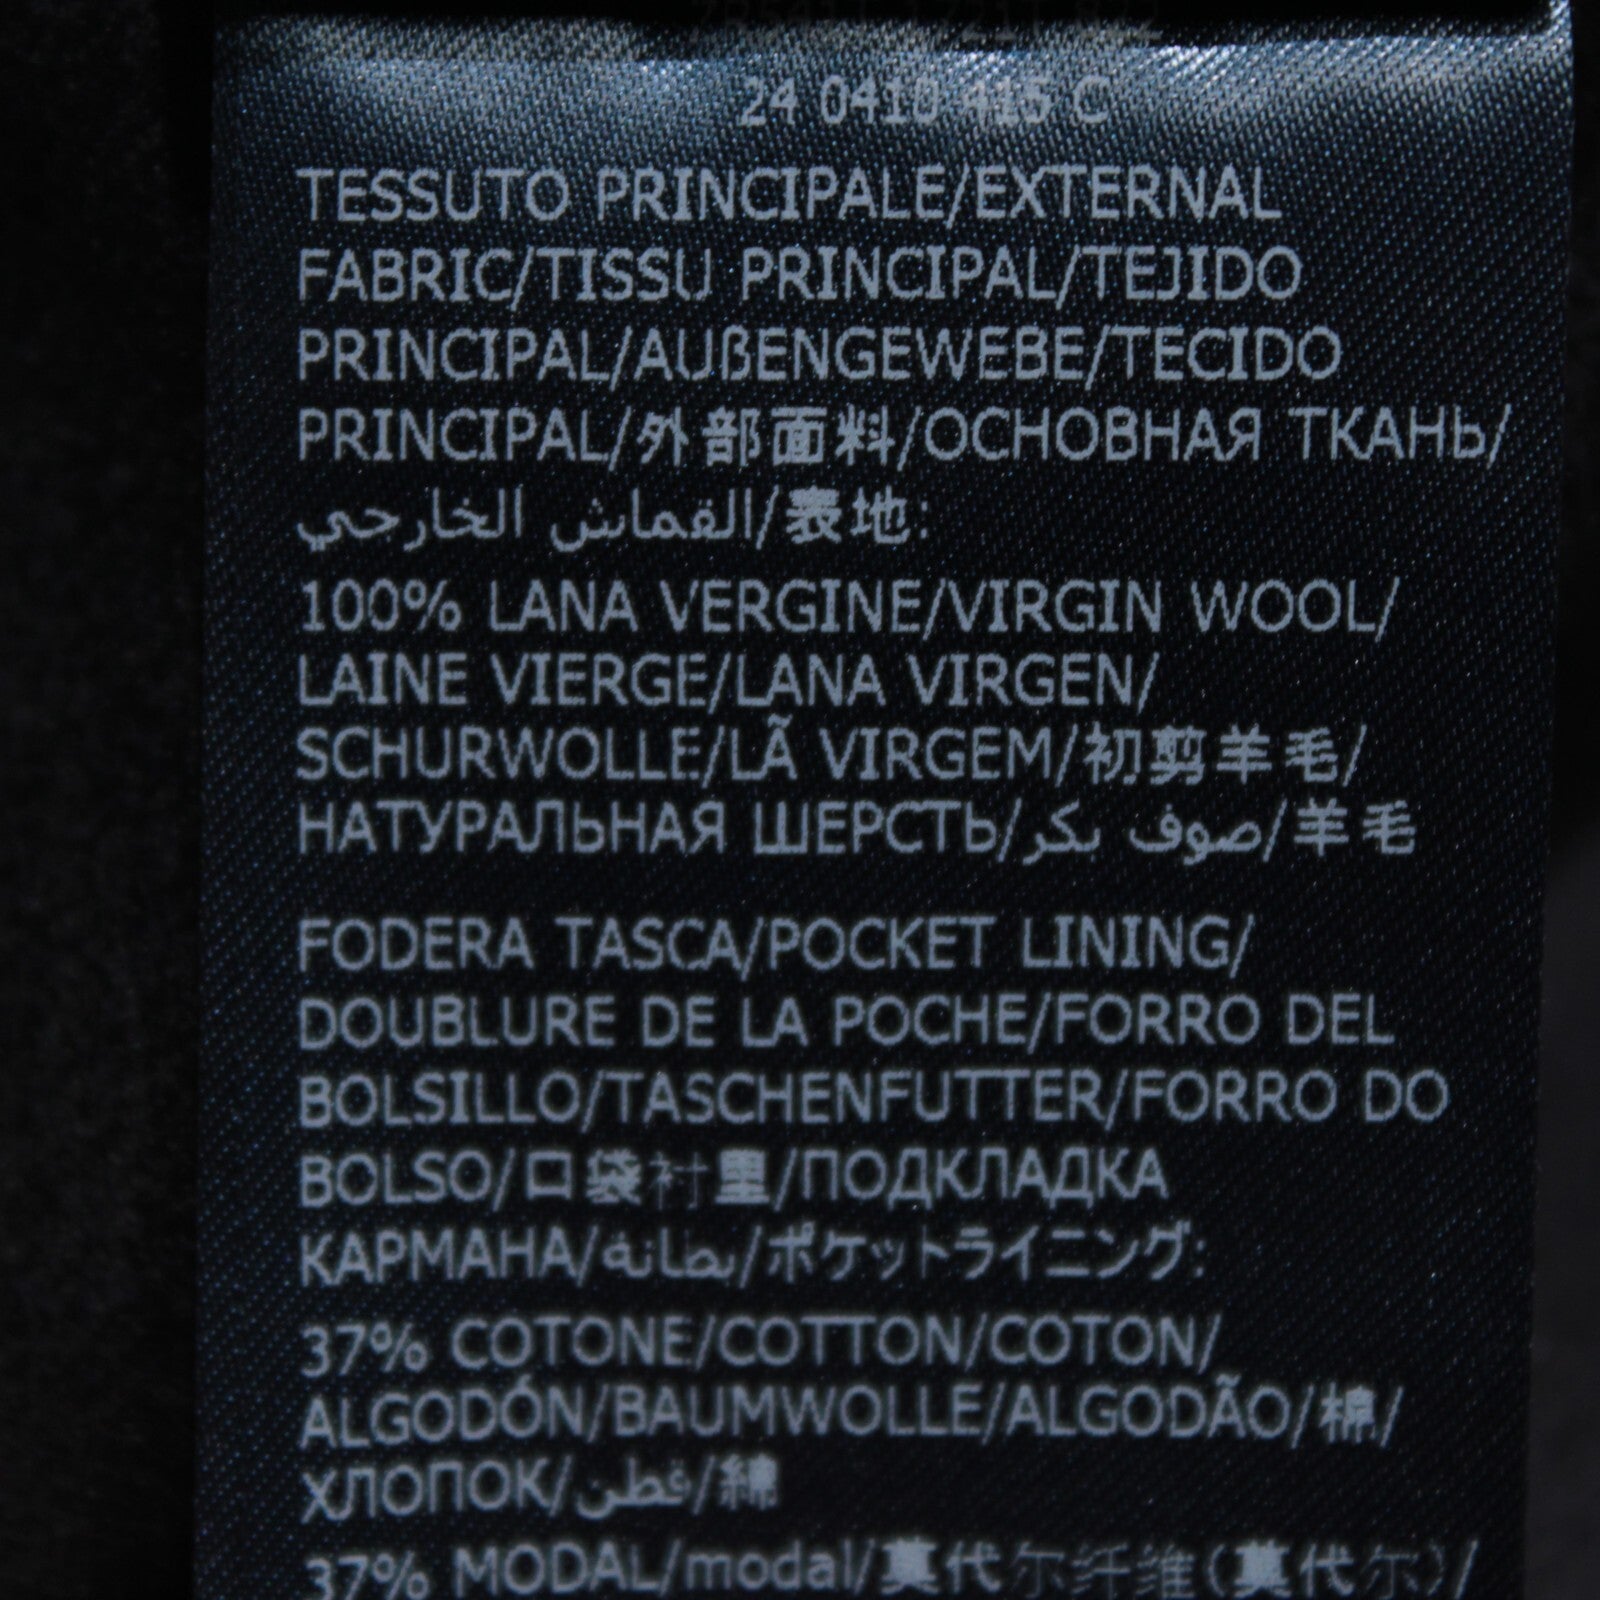 24 0410 415 C
TESSUTO PRINCIPALE/EXTERNAL
FABRIC/TISSU PRINCIPAL/TEJIDO
PRINCIPAL/AUßENGEWEBE/TECIDO
PRINCIPAL/外部面料/ОСНОВНАЯ ТКАНЬ/
القماش الخارجي/表地:
100% LANA VERGINE/VIRGIN WOOL/
LAINE VIERGE/LANA VIRGEN/
SCHURWOLLE/LÃ VIRGEM/初剪羊毛/
НАТУРАЛЬНАЯ ШЕРСТЬ/صوف بكر/羊毛
FODERA TASCA/POCKET LINING/
DOUBLURE DE LA POCHE/FORRO DEL
BOLSILLO/TASCHENFUTTER/FORRO DO
BOLSO/口袋衬里/ПОДКЛАДКА
КАРМАНА/بطانة/ポケットライニング:
37% COTONE/COTTON/COTON/
ALGODÓN/BAUMWOLLE/ALGODÃO/棉/
ХЛОПОК/قطن/綿
37% MODAL/modal/莫代尔纤维(莫代尔)/